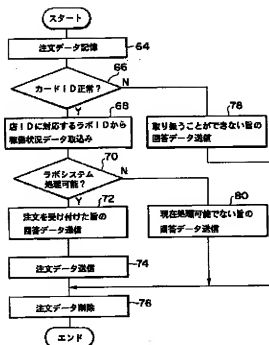 スタート
注文データ記憶
64
66
カードID正常?
N
Y
68
店IDに対応するラボIDから
稼働状況データ取込み
78
取り扱うことができない旨の
回答データ送信
70
ラボシステム
処理可能?
N
Y
72
注文を受け付けた旨の
回答データ送信
80
現在処理可能でない旨の
回答データ送信
注文データ送信
74
注文データ削除
76
エンド